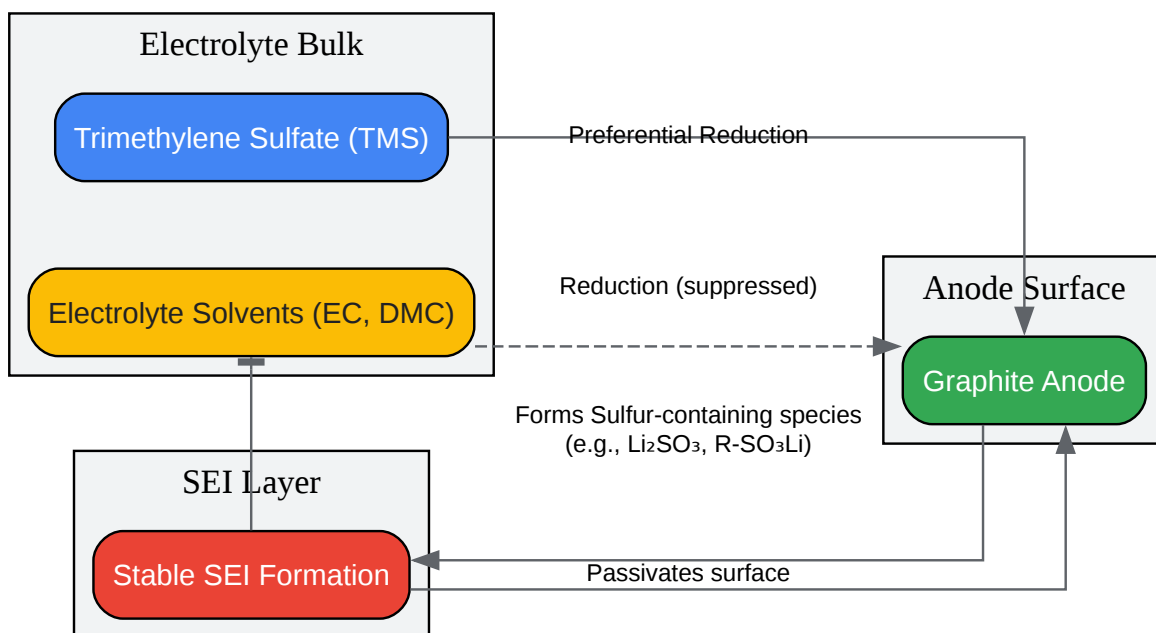 Electrolyte Bulk
Trimethylene Sulfate (TMS)
Preferential Reduction
Electrolyte Solvents (EC, DMC)
Reduction (suppressed)
Anode Surface
Graphite Anode
Forms Sulfur-containing species
(e.g., Li₂SO₃, R-SO₃Li)
SEI Layer
Stable SEI Formation
Passivates surface